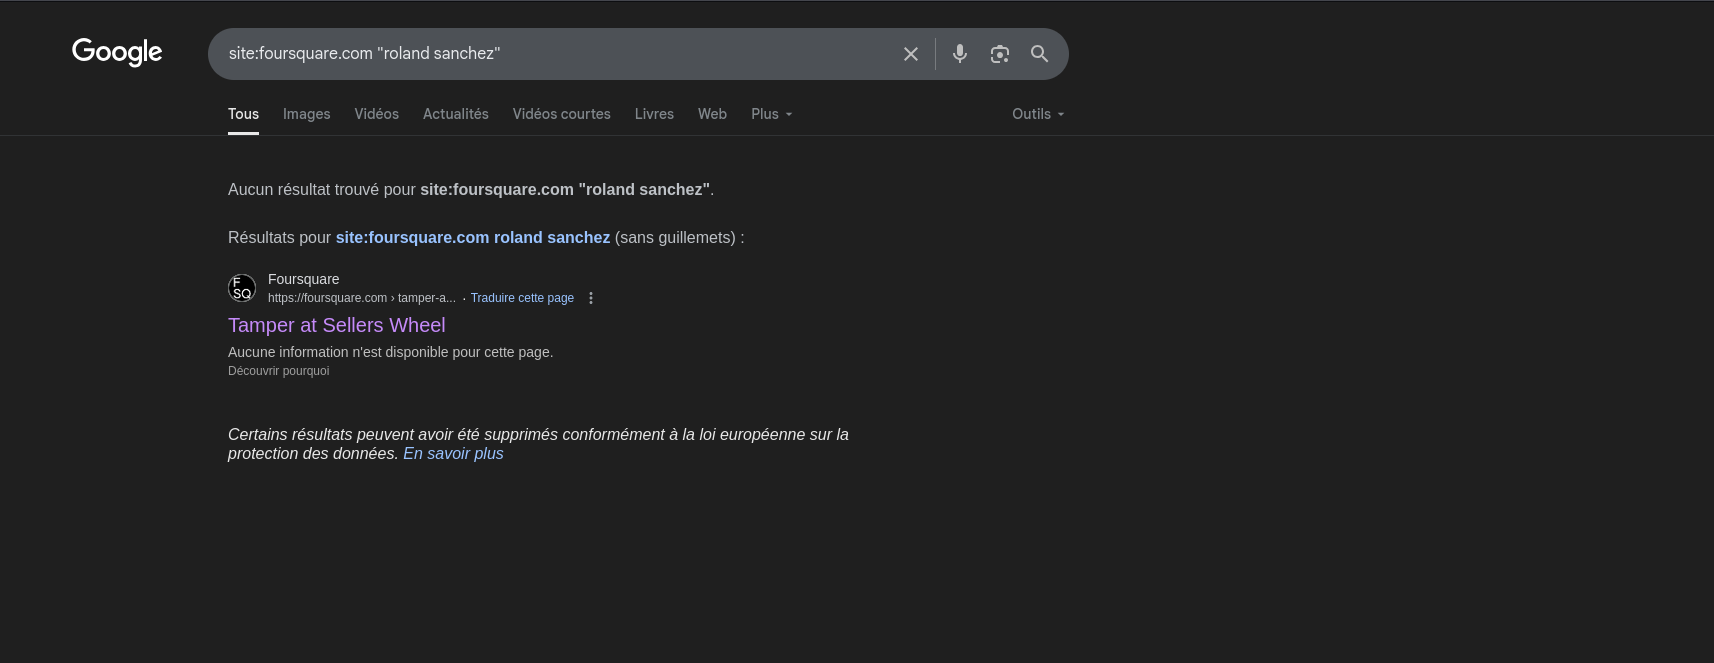 Google
site:foursquare.com "roland sanchez"
Tous Images Vidéos Actualités Vidéos courtes Livres Web Plus Outils
Aucun résultat trouvé pour site:foursquare.com "roland sanchez".
Résultats pour site:foursquare.com roland sanchez (sans guillemets) :
F
SQ
Foursquare
https://foursquare.com › tamper-a... · Traduire cette page
Tamper at Sellers Wheel
Aucune information n'est disponible pour cette page.
Découvrir pourquoi
Certains résultats peuvent avoir été supprimés conformément à la loi européenne sur la
protection des données. En savoir plus